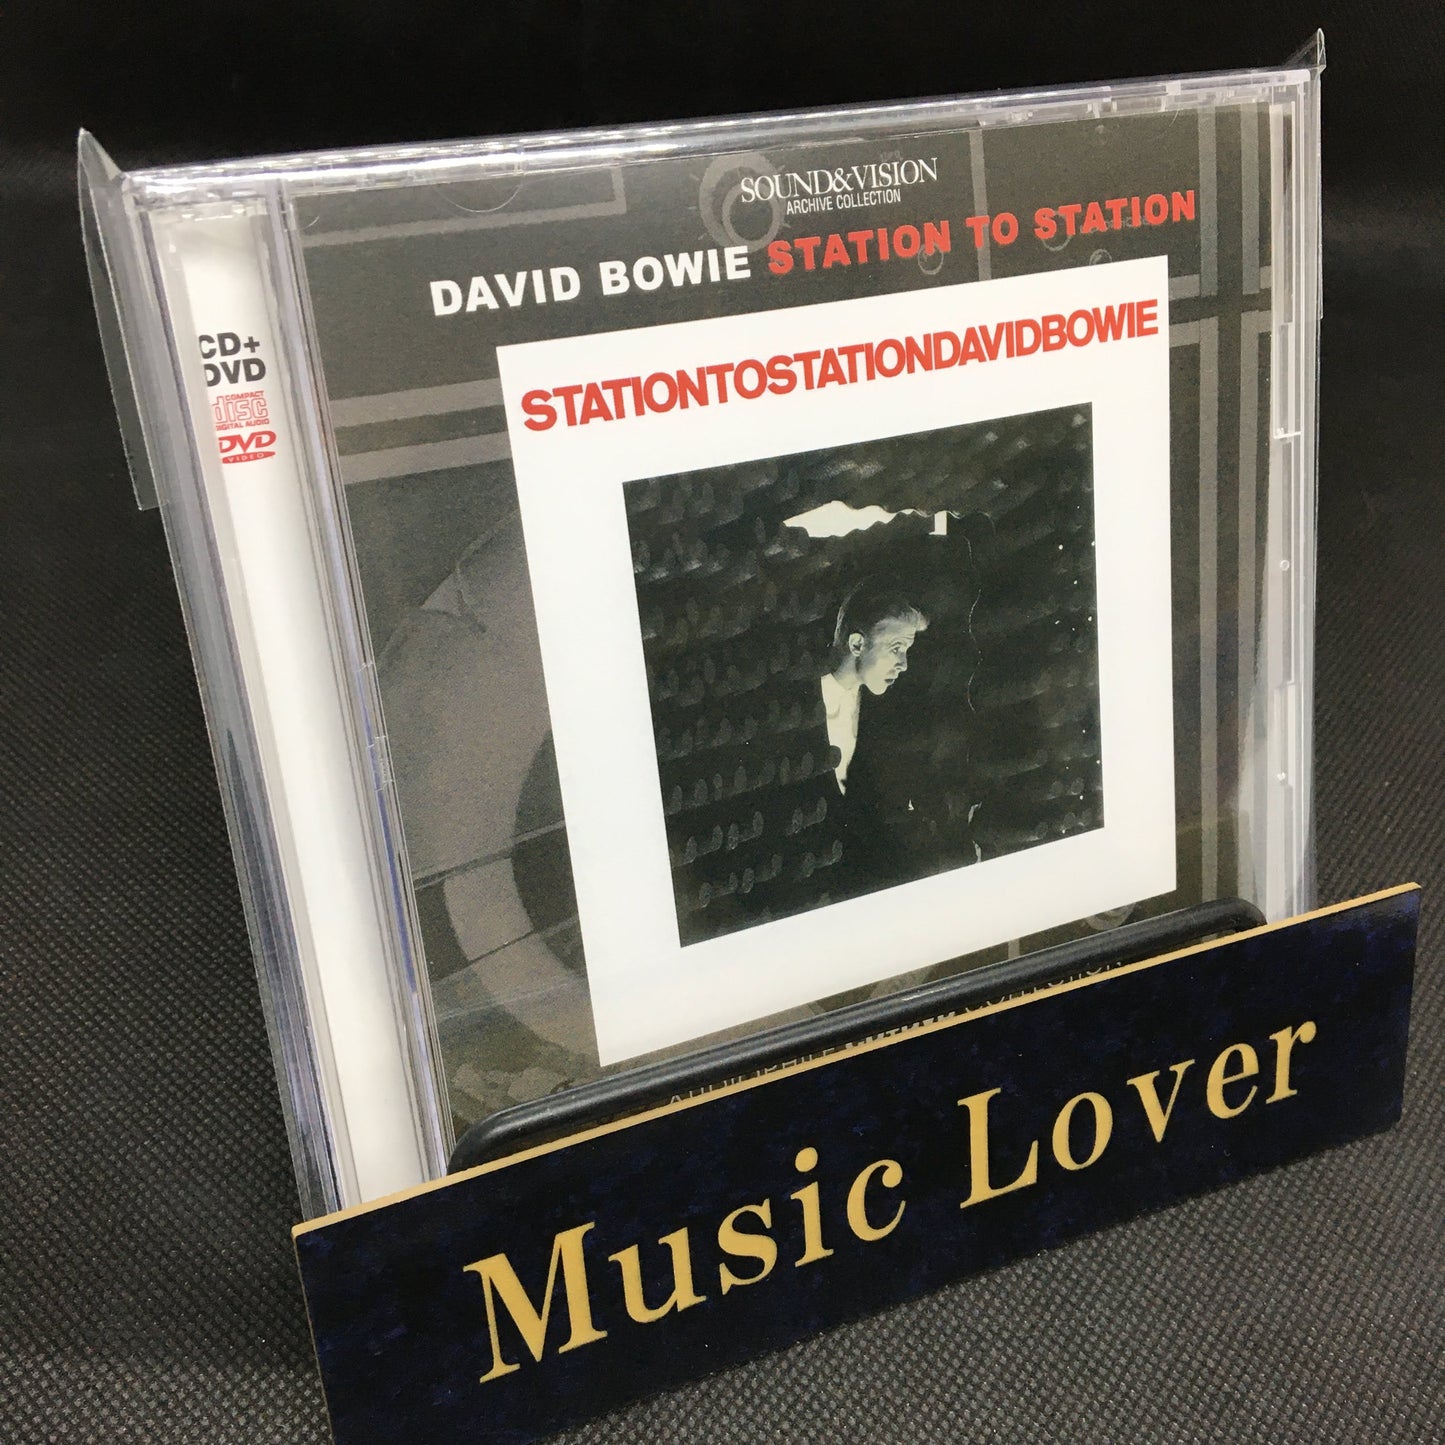 SOUND&VISION
ARCHIVE COLLECTION
DAVID BOWIE STATION TO STATION
CD+
DVD
COMPACT
disc
DIGITAL AUDIO
DVD
VIDEO
STATIONTOSTATIONDAVIDBOWIE
COLLECTION
Music Lover